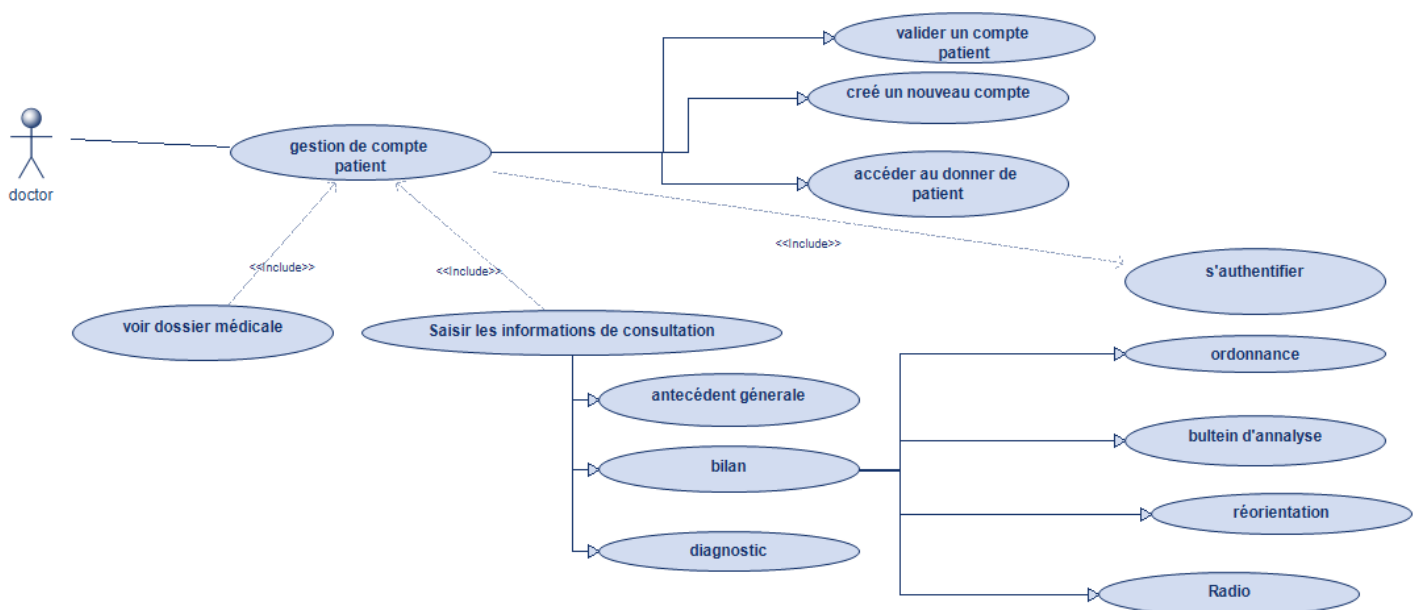 valider un compte
patient
creé un nouveau compte
gestion de compte
patient
doctor
accéder au donner de
patient
<<Include>>
<<Include>>
<<Include>>
s'authentifier
voir dossier médicale
Saisir les informations de consultation
ordonnance
antecédent génerale
bultein d'annalyse
bilan
réorientation
diagnostic
Radio